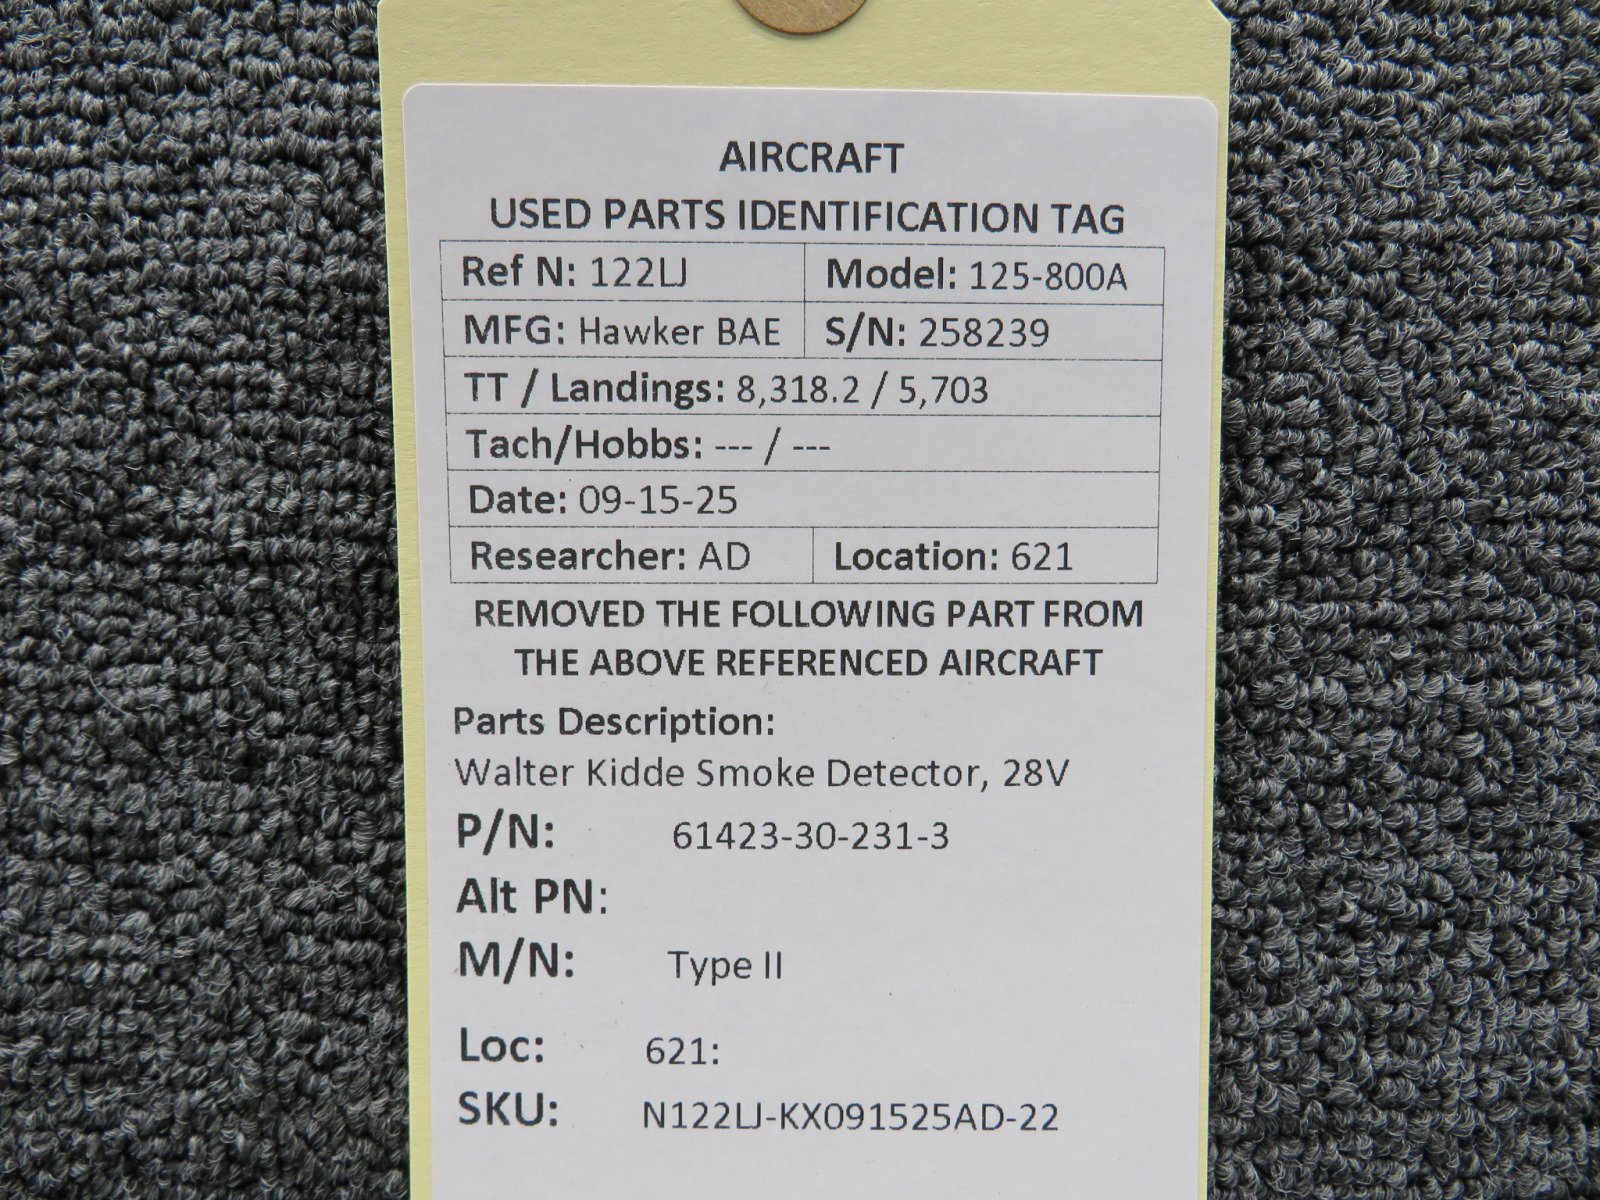 AIRCRAFT
USED PARTS IDENTIFICATION TAG
Ref N: 122LJ Model: 125-800A
MFG: Hawker BAE S/N: 258239
TT / Landings: 8,318.2 / 5,703
Tach/Hobbs: --- / ---
Date: 09-15-25
Researcher: AD Location: 621
REMOVED THE FOLLOWING PART FROM
THE ABOVE REFERENCED AIRCRAFT
Parts Description:
Walter Kidde Smoke Detector, 28V
P/N: 61423-30-231-3
Alt PN:
M/N: Type II
Loc: 621:
SKU: N122LJ-KX091525AD-22